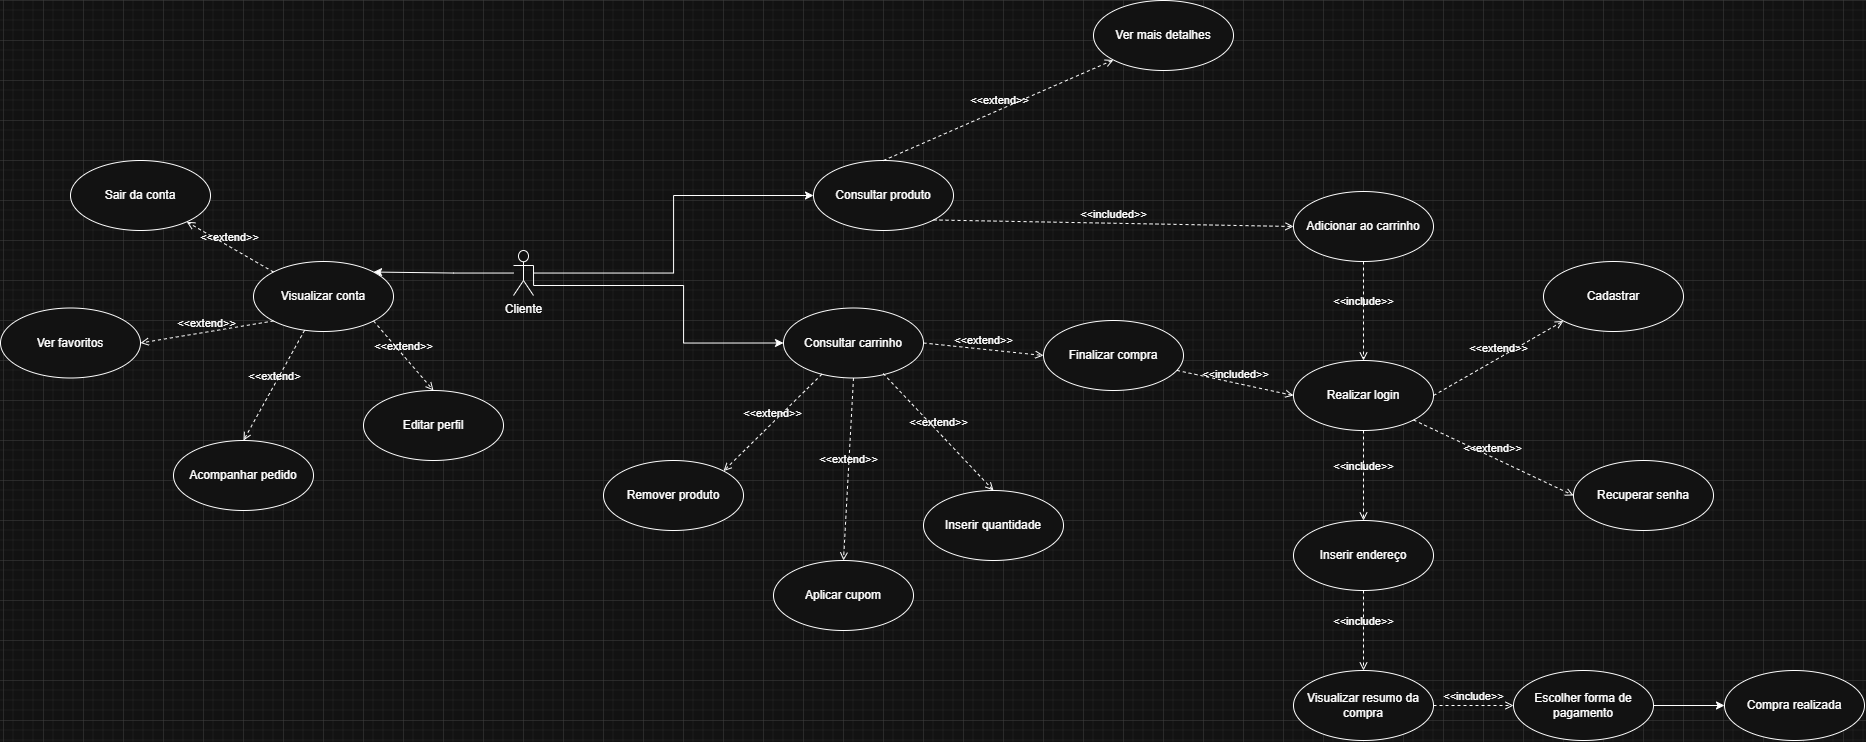 Ver mais detalhes
<<extend>>
Sair da conta
Consultar produto
<<included>>
Adicionar ao carrinho
<<extend>>
Visualizar conta
Cliente
<<include>>
Cadastrar
Ver favoritos
<<extend>>
<<extend>>
Consultar carrinho
<<extend>>
Finalizar compra
<<extend>>
<<extend>
<<included>>
Realizar login
Editar perfil
<<extend>>
<<extend>>
<<extend>>
<<extend>>
<<include>>
Acompanhar pedido
Remover produto
Recuperar senha
Inserir quantidade
Inserir endereço
Aplicar cupom
<<include>>
Visualizar resumo da
compra
<<include>>
Escolher forma de
pagamento
Compra realizada